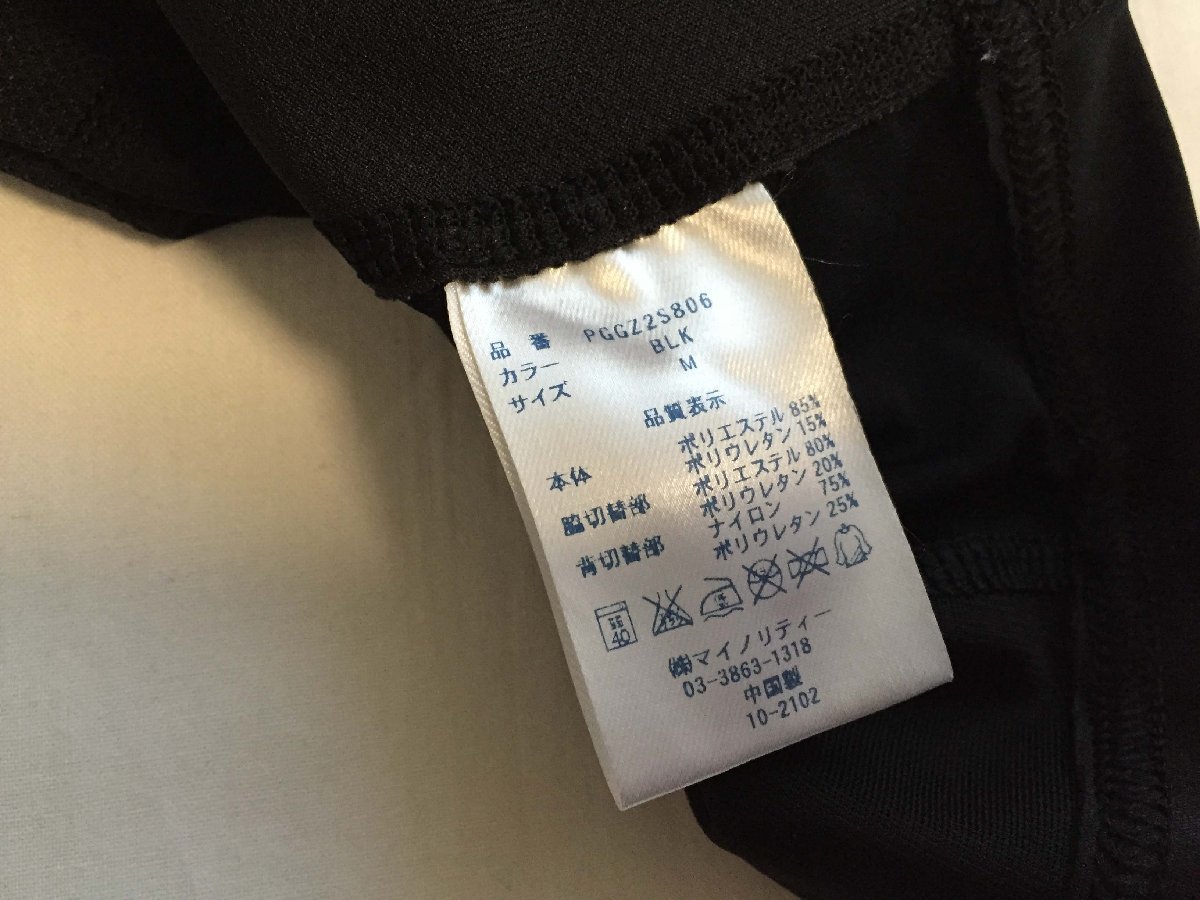 品 番 PGGZ2S806
カラー BLK
サイズ M
品質表示
本体 ポリエステル 85%
ポリウレタン 15%
脇切替部 ポリエステル 80%
ポリウレタン 20%
背切替部 ナイロン 75%
ポリウレタン 25%
40
㈱マイノリティー
03-3863-1318
中国製
10-2102